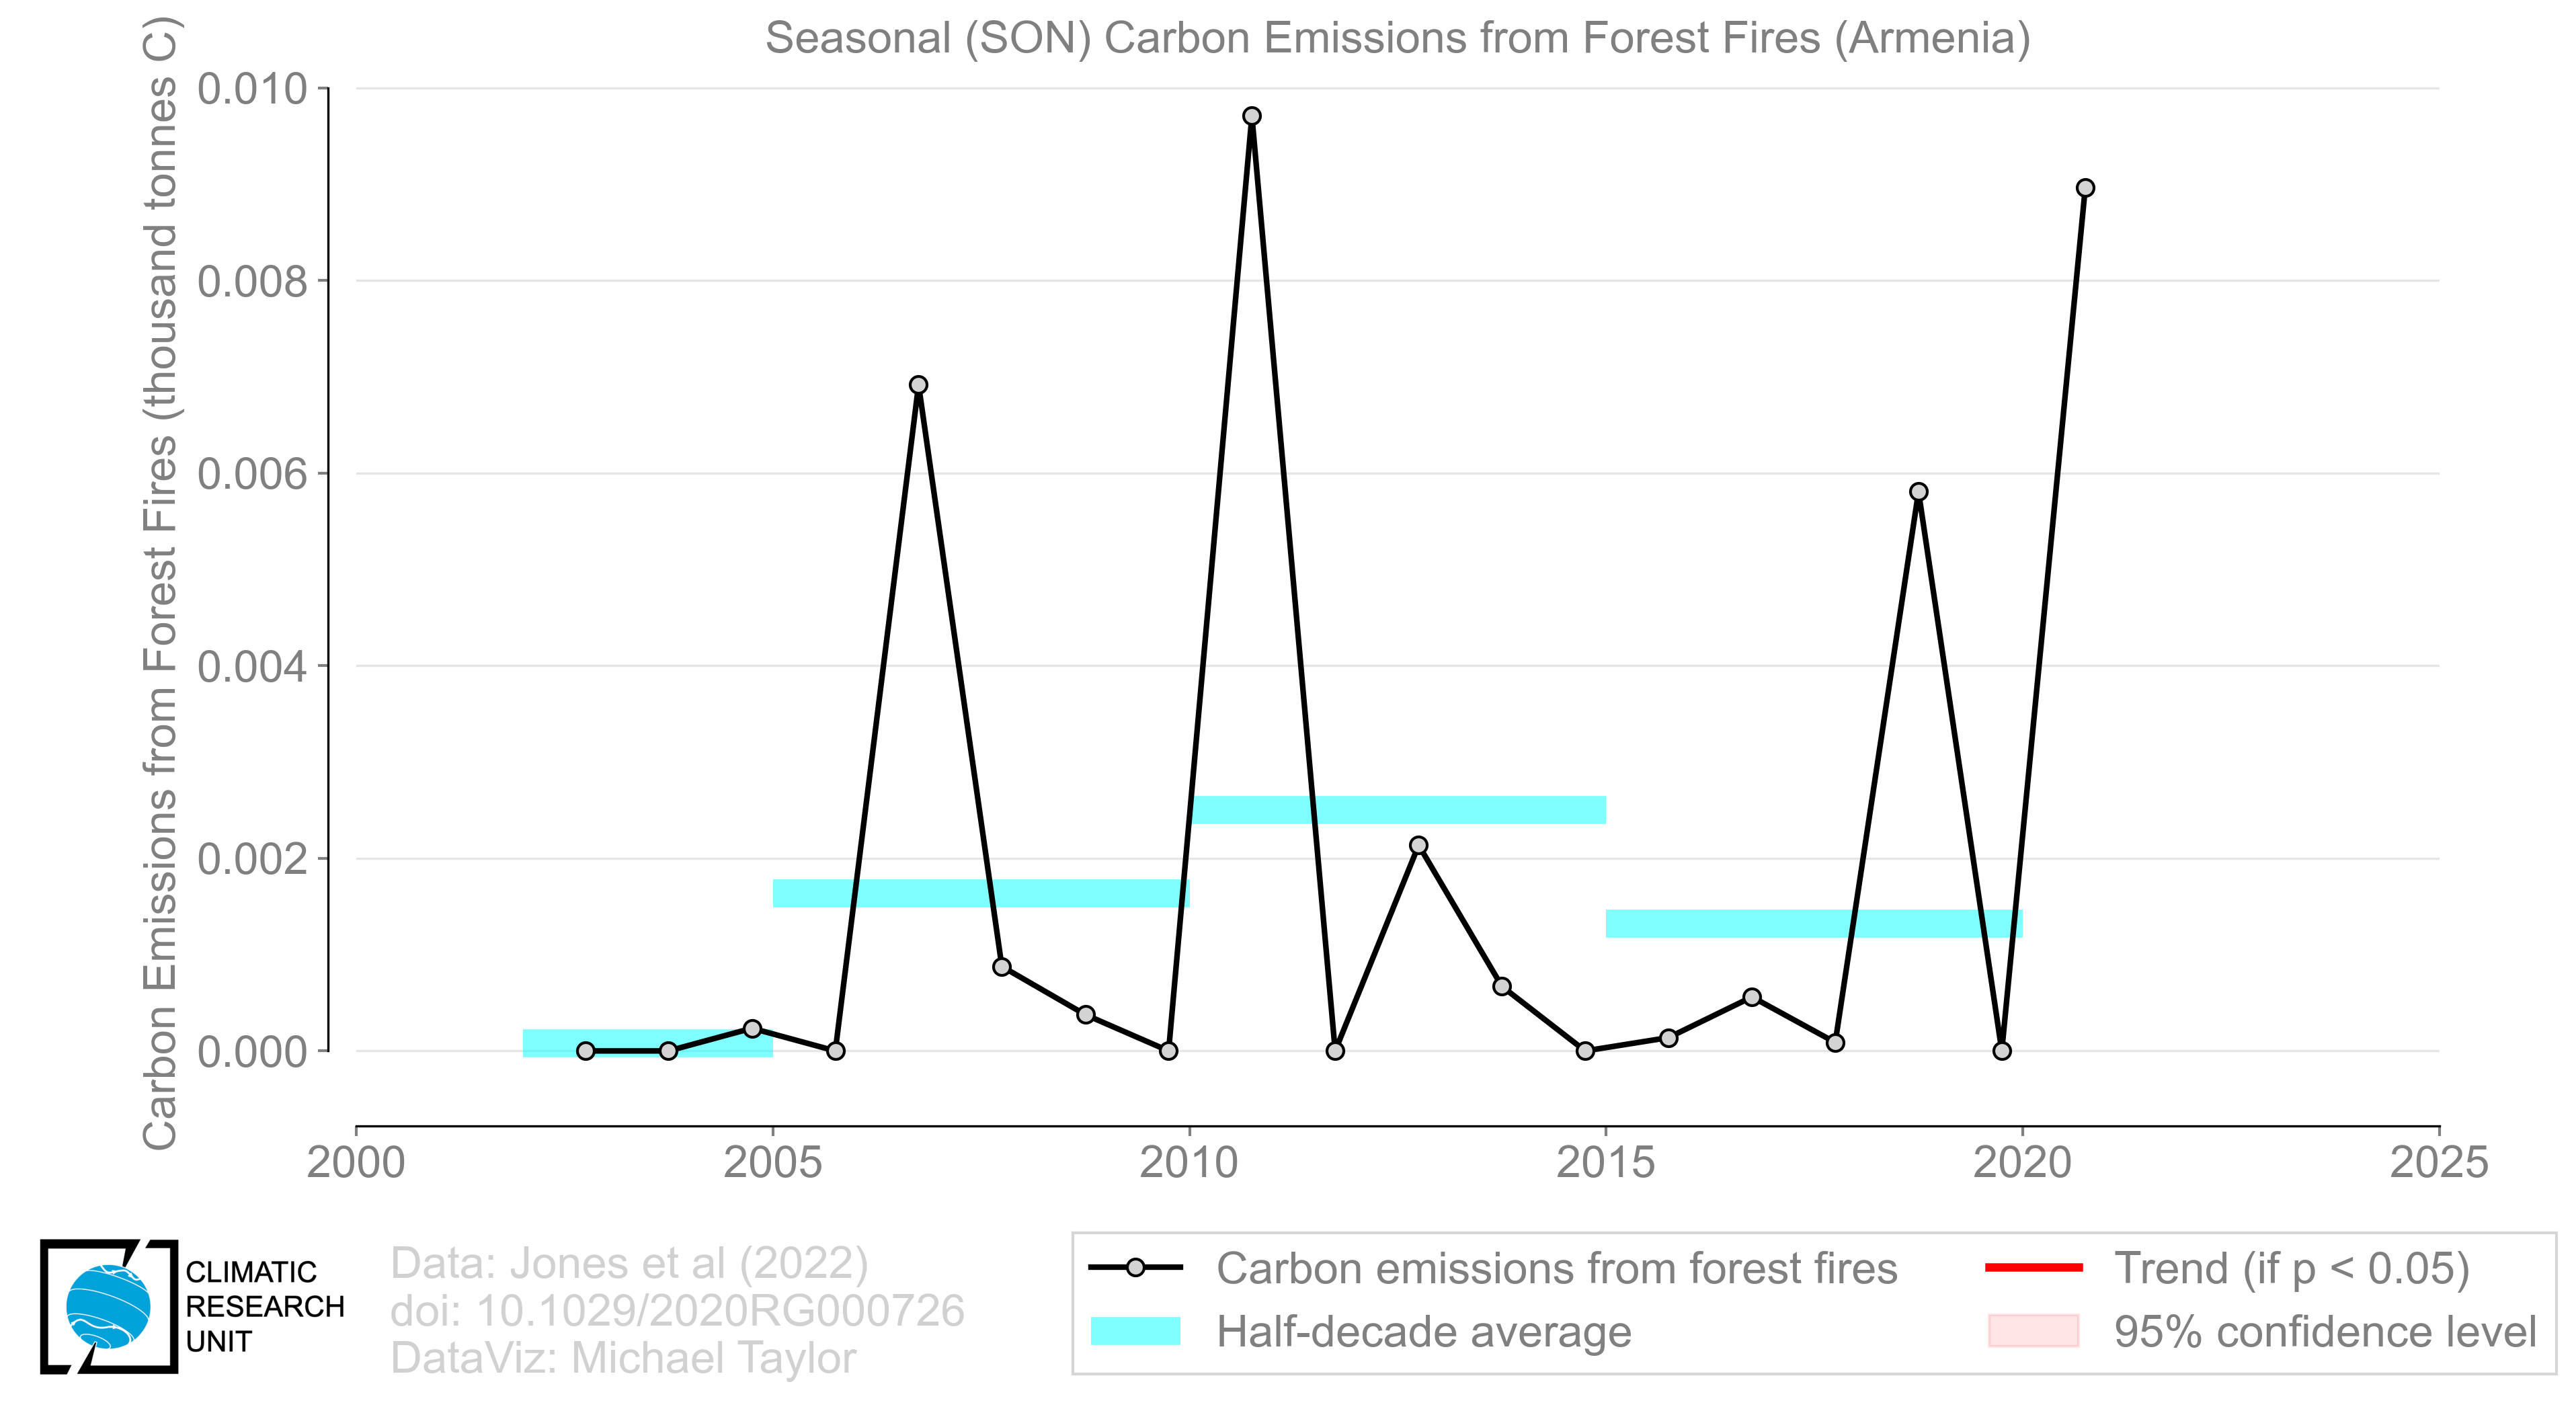 Seasonal (SON) Carbon Emissions from Forest Fires (Armenia)
Carbon Emissions from Forest Fires (thousand tonnes C)
0.010
0.008
0.006
0.004
0.002
0.000
2000
2005
2010
2015
2020
2025
CLIMATIC
RESEARCH
UNIT
Data: Jones et al (2022)
doi: 10.1029/2020RG000726
DataViz: Michael Taylor
Carbon emissions from forest fires
Half-decade average
Trend (if p < 0.05)
95% confidence level